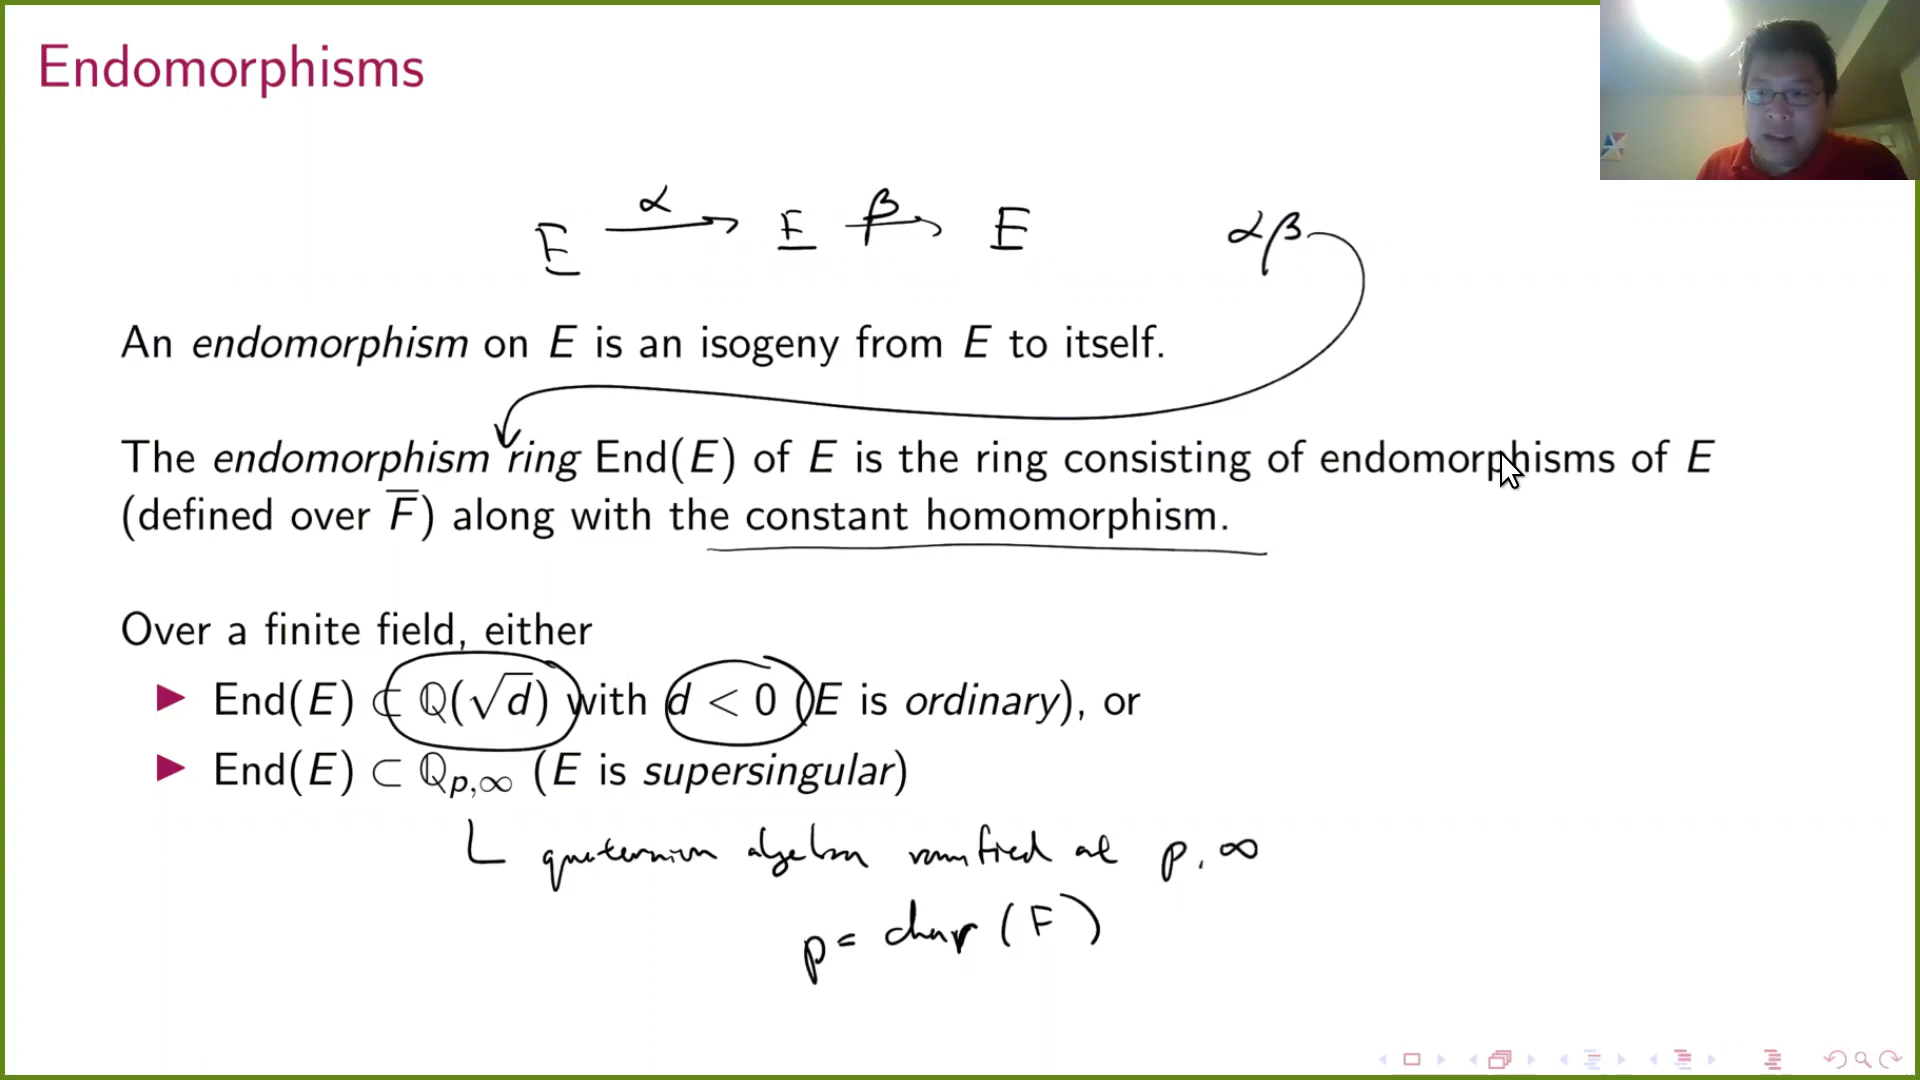 Endomorphisms
E α→ E β→ E αβ
An endomorphism on E is an isogeny from E to itself.
The endomorphism ring End(E) of E is the ring consisting of endomorphisms of E
(defined over F̅) along with the constant homomorphism.
Over a finite field, either
▶ End(E) ⊂ ℚ(√d) with d < 0 (E is ordinary), or
▶ End(E) ⊂ ℚp,∞ (E is supersingular)
quaternion algebra ramified at p, ∞
p = char (F)